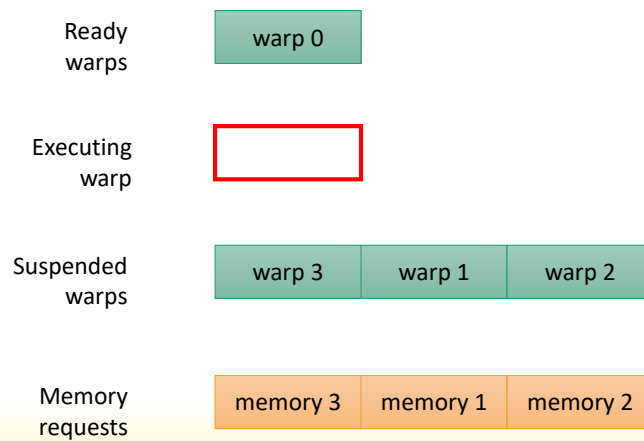 Ready
warps
warp 0
Executing
warp
Suspended
warps
warp 3 warp 1 warp 2
Memory
requests
memory 3 memory 1 memory 2